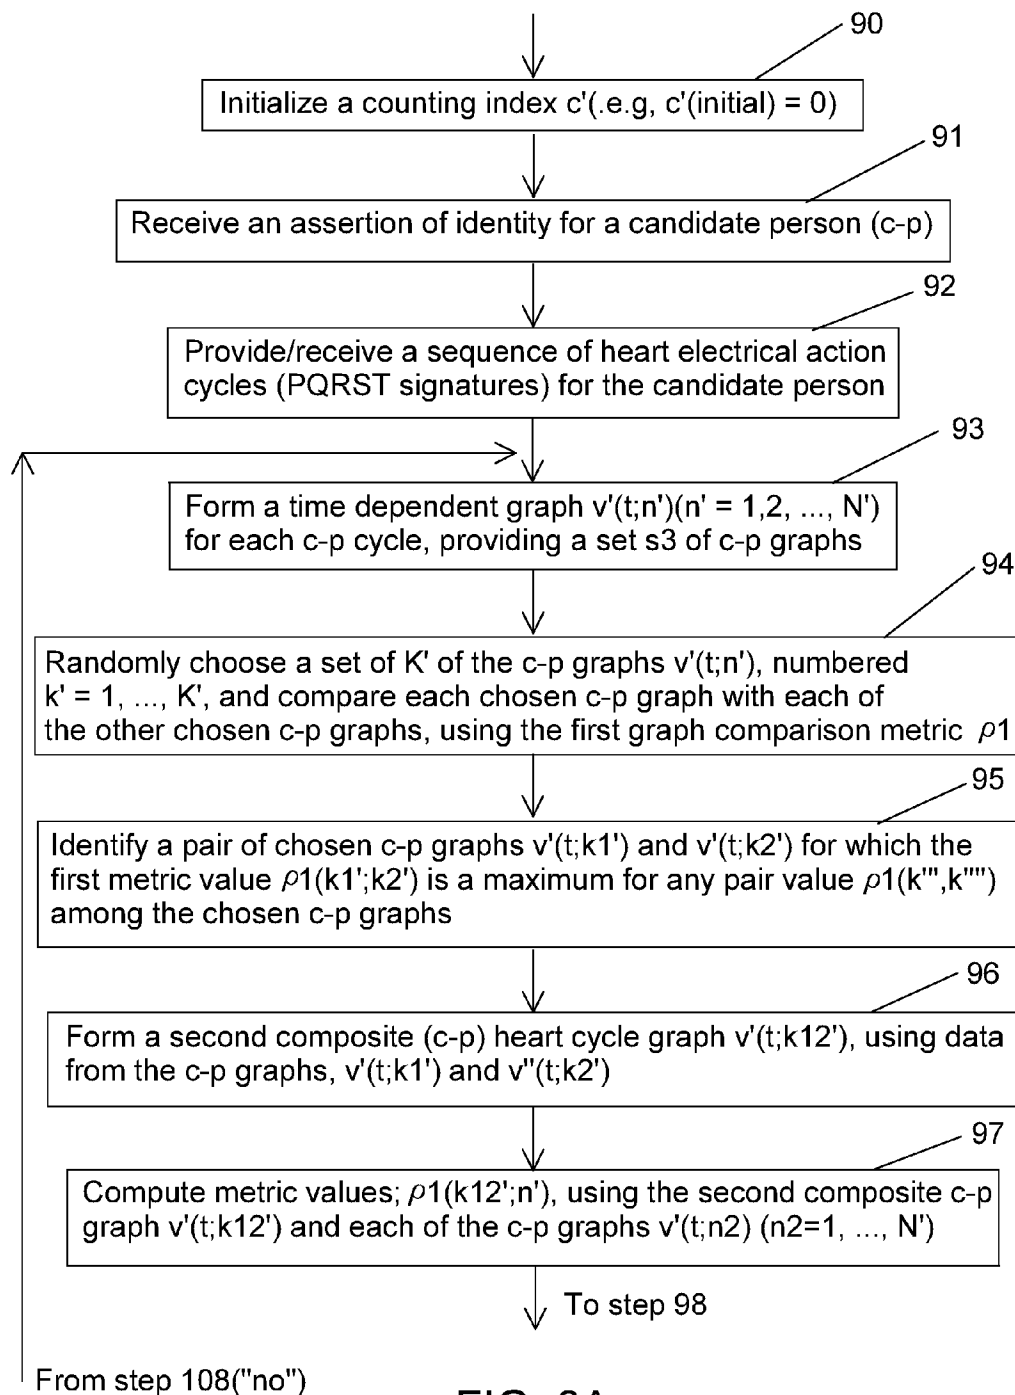 90
Initialize a counting index c'(.e.g, c'(initial) = 0)
91
Receive an assertion of identity for a candidate person (c-p)
92
Provide/receive a sequence of heart electrical action
cycles (PQRST signatures) for the candidate person
93
Form a time dependent graph v'(t;n')(n' = 1,2, ..., N')
for each c-p cycle, providing a set s3 of c-p graphs
94
Randomly choose a set of K' of the c-p graphs v'(t;n'), numbered
k' = 1, ..., K', and compare each chosen c-p graph with each of
the other chosen c-p graphs, using the first graph comparison metric ρ1
95
Identify a pair of chosen c-p graphs v'(t;k1') and v'(t;k2') for which the
first metric value ρ1(k1';k2') is a maximum for any pair value ρ1(k''',k'''')
among the chosen c-p graphs
96
Form a second composite (c-p) heart cycle graph v'(t;k12'), using data
from the c-p graphs, v'(t;k1') and v''(t;k2')
97
Compute metric values; ρ1(k12';n'), using the second composite c-p
graph v'(t;k12') and each of the c-p graphs v'(t;n2) (n2=1, ..., N')
To step 98
From step 108("no")